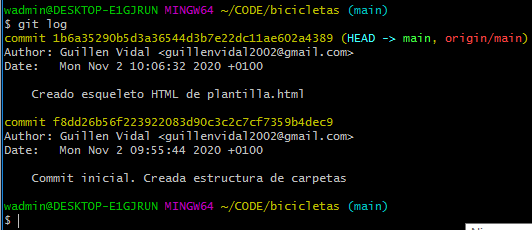 wadmin@DESKTOP-E1GJRUN MINGW64 ~/CODE/bicicletas (main)
$ git log
commit 1b6a35290b5d3a36544d3b7e22dc11ae602a4389 (HEAD -> main, origin/main)
Author: Guillen Vidal <guillenvidal2002@gmail.com>
Date:   Mon Nov 2 10:06:32 2020 +0100
    Creado esqueleto HTML de plantilla.html
commit f8dd26b56f223922083d90c3c2c7cf7359b4dec9
Author: Guillen Vidal <guillenvidal2002@gmail.com>
Date:   Mon Nov 2 09:55:44 2020 +0100
    Commit inicial. Creada estructura de carpetas
wadmin@DESKTOP-E1GJRUN MINGW64 ~/CODE/bicicletas (main)
$